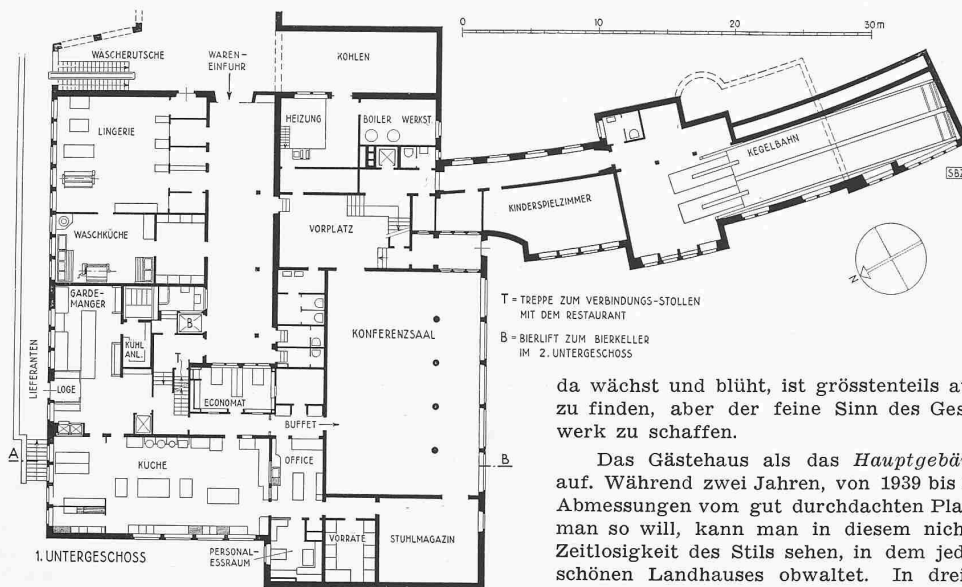 0 10 20 30 m
WÄSCHERUTSCHE
WAREN-
EINFUHR
KOHLEN
LINGERIE
HEIZUNG
BOILER
WERKST.
KEGELBAHN
WASCHKÜCHE
VORPLATZ
KINDERSPIELZIMMER
SBZ
N
GARDE-
MANGER
B
KÜHL
ANL.
T
KONFERENZSAAL
T = TREPPE ZUM VERBINDUNGS-STOLLEN
MIT DEM RESTAURANT
B = BIERLIFT ZUM BIERKELLER
IM 2. UNTERGESCHOSS
LIEFERANTEN
LOGE
ECONOMAT
BUFFET
A
KÜCHE
OFFICE
B
1. UNTERGESCHOSS
PERSONAL-
ESSRAUM
VORRÄTE
STUHLMAGAZIN
da wächst und blüht, ist grösstenteils
zu finden, aber der feine Sinn des Ges
werk zu schaffen.
Das Gästehaus als das Hauptgebä
auf. Während zwei Jahren, von 1939 bis
Abmessungen vom gut durchdachten Pla
man so will, kann man in diesem nich
Zeitlosigkeit des Stils sehen, in dem jed
schönen Landhauses obwaltet. In drei